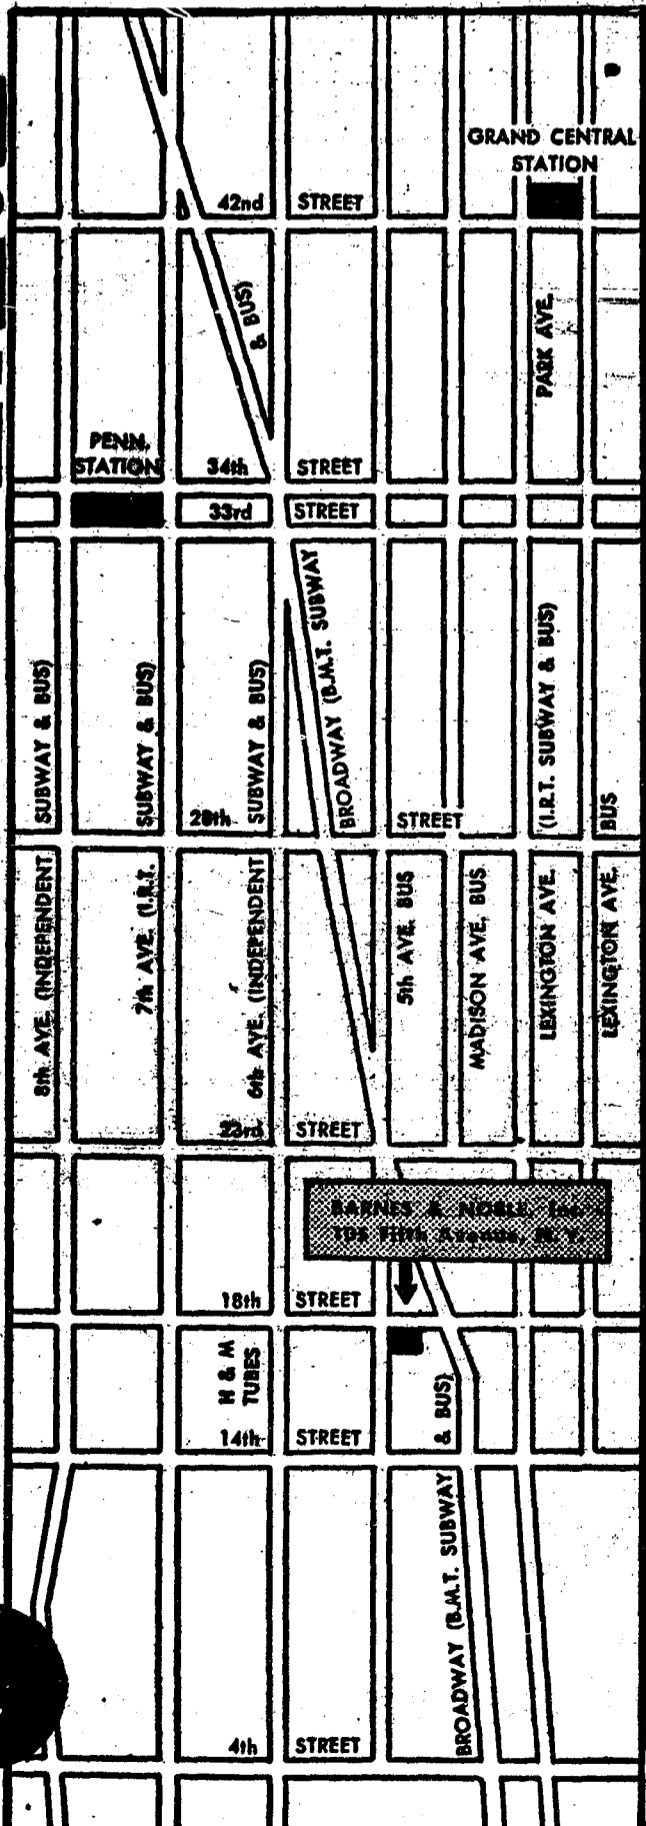 GRAND CENTRAL
STATION
42nd STREET
& BUS)
PARK AVE.
PENN.
STATION
34th STREET
33rd STREET
SUBWAY & BUS)
SUBWAY & BUS)
SUBWAY & BUS)
BROADWAY (B.M.T. SUBWAY
(I.R.T. SUBWAY & BUS)
BUS
28th STREET
8th AVE. (INDEPENDENT
7th AVE. (I.R.T.
6th AVE. (INDEPENDENT
5th AVE. BUS
MADISON AVE. BUS
LEXINGTON AVE.
LEXINGTON AVE.
23rd STREET
BARNES & NOBLE, Inc.
105 Fifth Avenue, N. Y.
18th STREET
H & M
TUBES
& BUS)
14th STREET
BROADWAY (B.M.T. SUBWAY
4th STREET